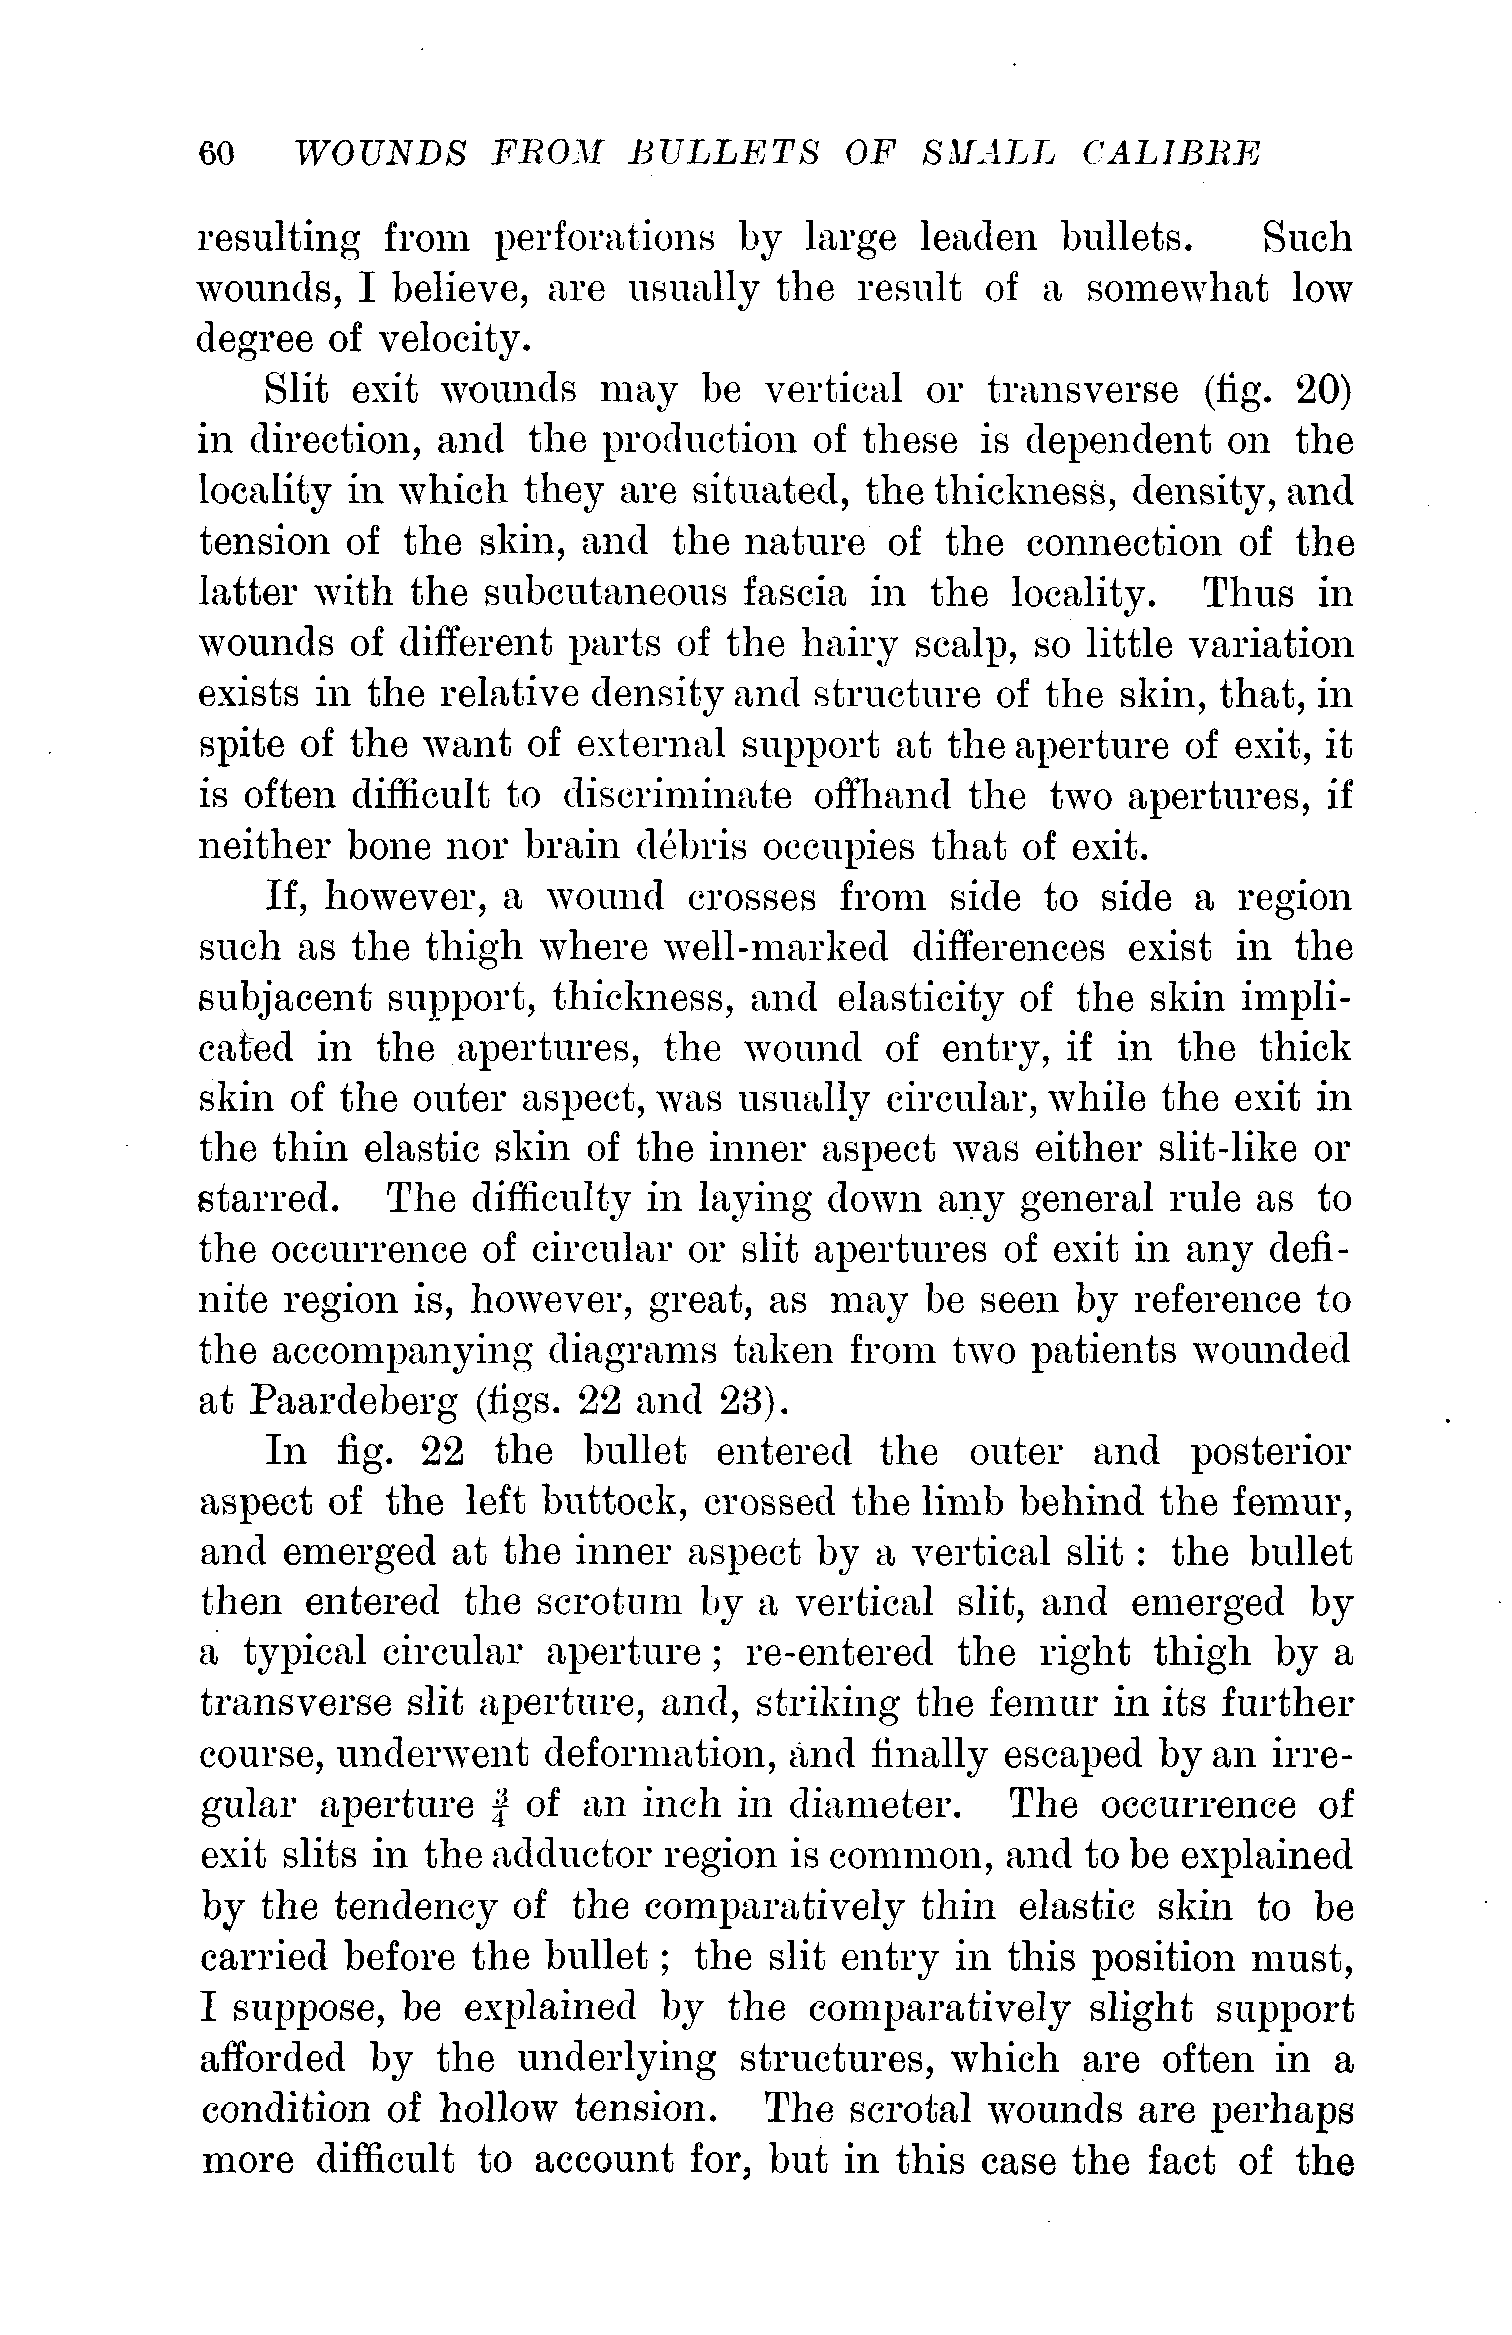 60 WOUNDS FROM BULLETS OF SMALL CALIBRE
resulting from perforations by large leaden bullets. Such
wounds, I believe, are usually the result of a somewhat low
degree of velocity.
Slit exit wounds may be vertical or transverse (fig. 20)
in direction, and the production of these is dependent on the
locality in which they are situated, the thickness, density, and
tension of the skin, and the nature of the connection of the
latter with the subcutaneous fascia in the locality. Thus in
wounds of different parts of the hairy scalp, so little variation
exists in the relative density and structure of the skin, that, in
spite of the want of external support at the aperture of exit, it
is often difficult to discriminate offhand the two apertures, if
neither bone nor brain débris occupies that of exit.
If, however, a wound crosses from side to side a region
such as the thigh where well-marked differences exist in the
subjacent support, thickness, and elasticity of the skin impli-
cated in the apertures, the wound of entry, if in the thick
skin of the outer aspect, was usually circular, while the exit in
the thin elastic skin of the inner aspect was either slit-like or
starred. The difficulty in laying down any general rule as to
the occurrence of circular or slit apertures of exit in any defi-
nite region is, however, great, as may be seen by reference to
the accompanying diagrams taken from two patients wounded
at Paardeberg (figs. 22 and 23).
In fig. 22 the bullet entered the outer and posterior
aspect of the left buttock, crossed the limb behind the femur,
and emerged at the inner aspect by a vertical slit : the bullet
then entered the scrotum by a vertical slit, and emerged by
a typical circular aperture ; re-entered the right thigh by a
transverse slit aperture, and, striking the femur in its further
course, underwent deformation, and finally escaped by an irre-
gular aperture ¾ of an inch in diameter. The occurrence of
exit slits in the adductor region is common, and to be explained
by the tendency of the comparatively thin elastic skin to be
carried before the bullet ; the slit entry in this position must,
I suppose, be explained by the comparatively slight support
afforded by the underlying structures, which are often in a
condition of hollow tension. The scrotal wounds are perhaps
more difficult to account for, but in this case the fact of the